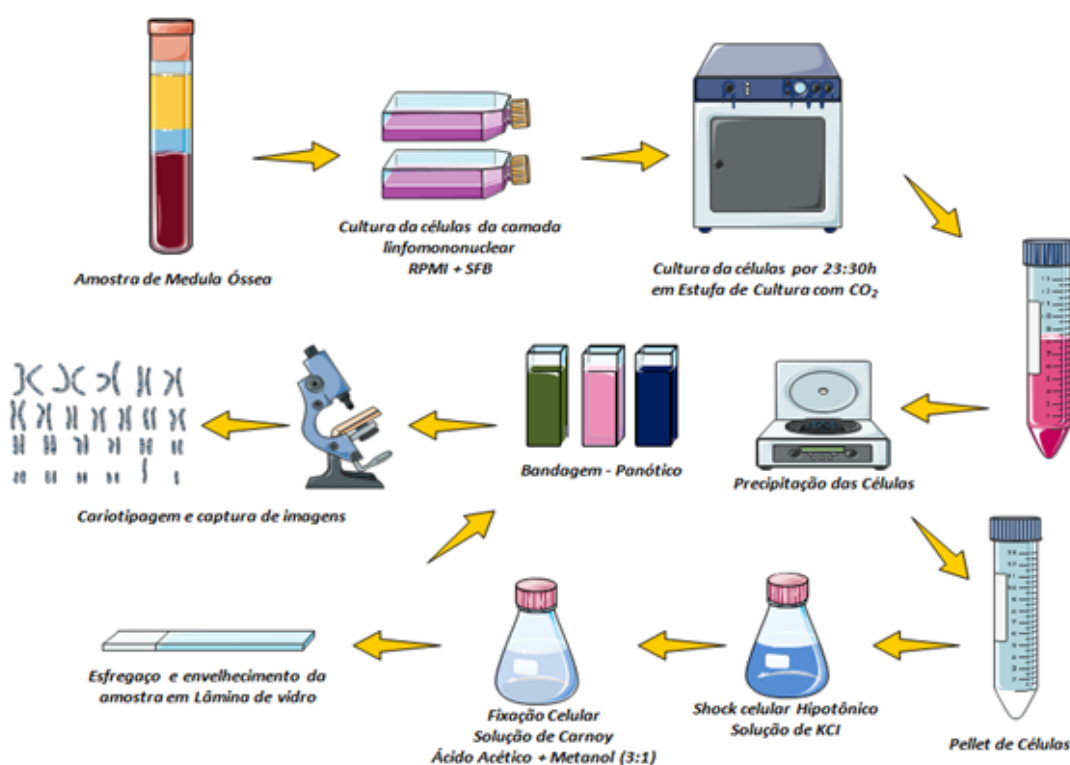 Amostra de Medula Óssea
Cultura da células da camada
linfomononuclear
RPMI + SFB
Cultura da células por 23:30h
em Estufa de Cultura com CO₂
Precipitação das Células
Pellet de Células
Shock celular Hipotônico
Solução de KCl
Fixação Celular
Solução de Carnoy
Ácido Acético + Metanol (3:1)
Esfregaço e envelhecimento da
amostra em Lâmina de vidro
Bandagem - Panótico
Cariotipagem e captura de imagens